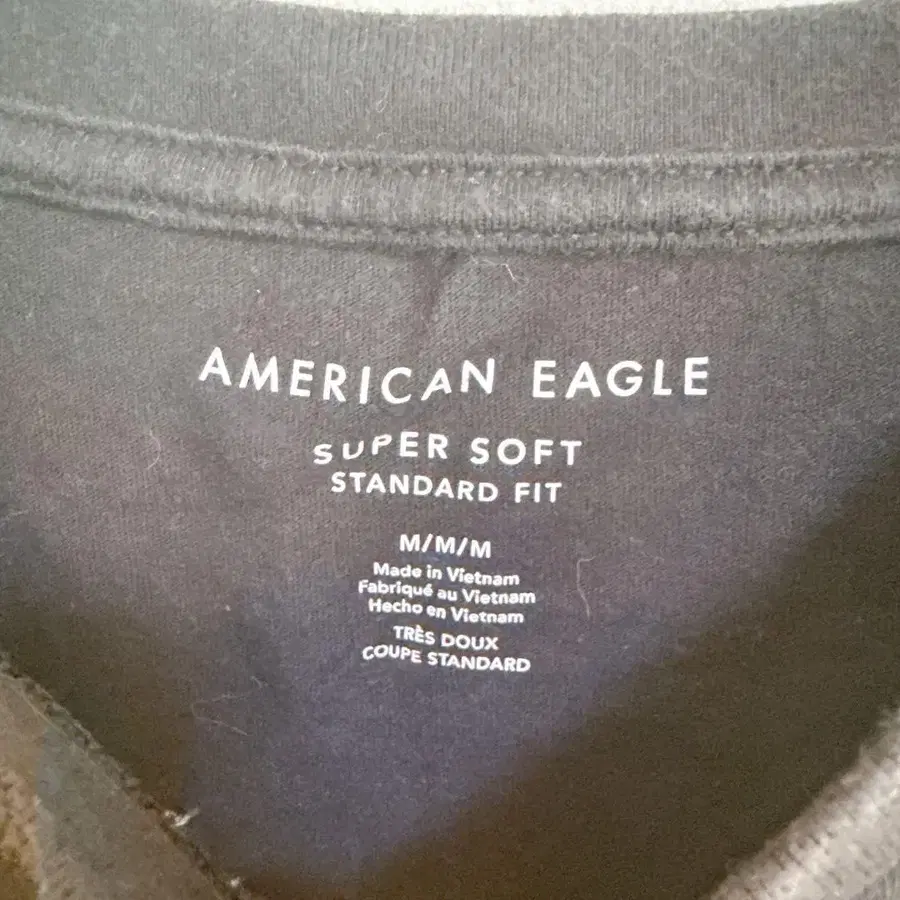 AMERICAN EAGLE
SUPER SOFT
STANDARD FIT
M/M/M
Made in Vietnam
Fabriqué au Vietnam
Hecho en Vietnam
TRÈS DOUX
COUPE STANDARD